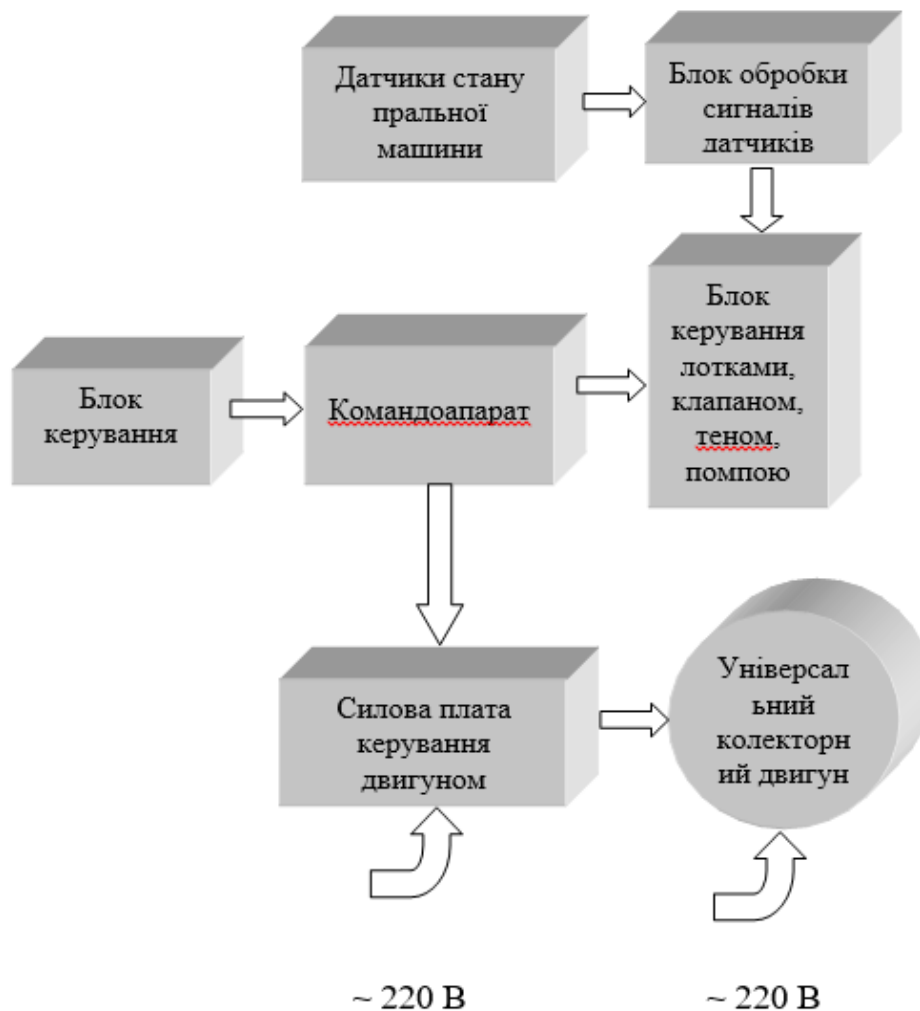 Датчики стану
пральної
машини
Блок обробки
сигналів
датчиків
Блок
керування
Командоапарат
Блок
керування
лотками,
клапаном,
теном,
помпою
Силова плата
керування
двигуном
Універсал
ьний
колекторн
ий двигун
~ 220 В
~ 220 В